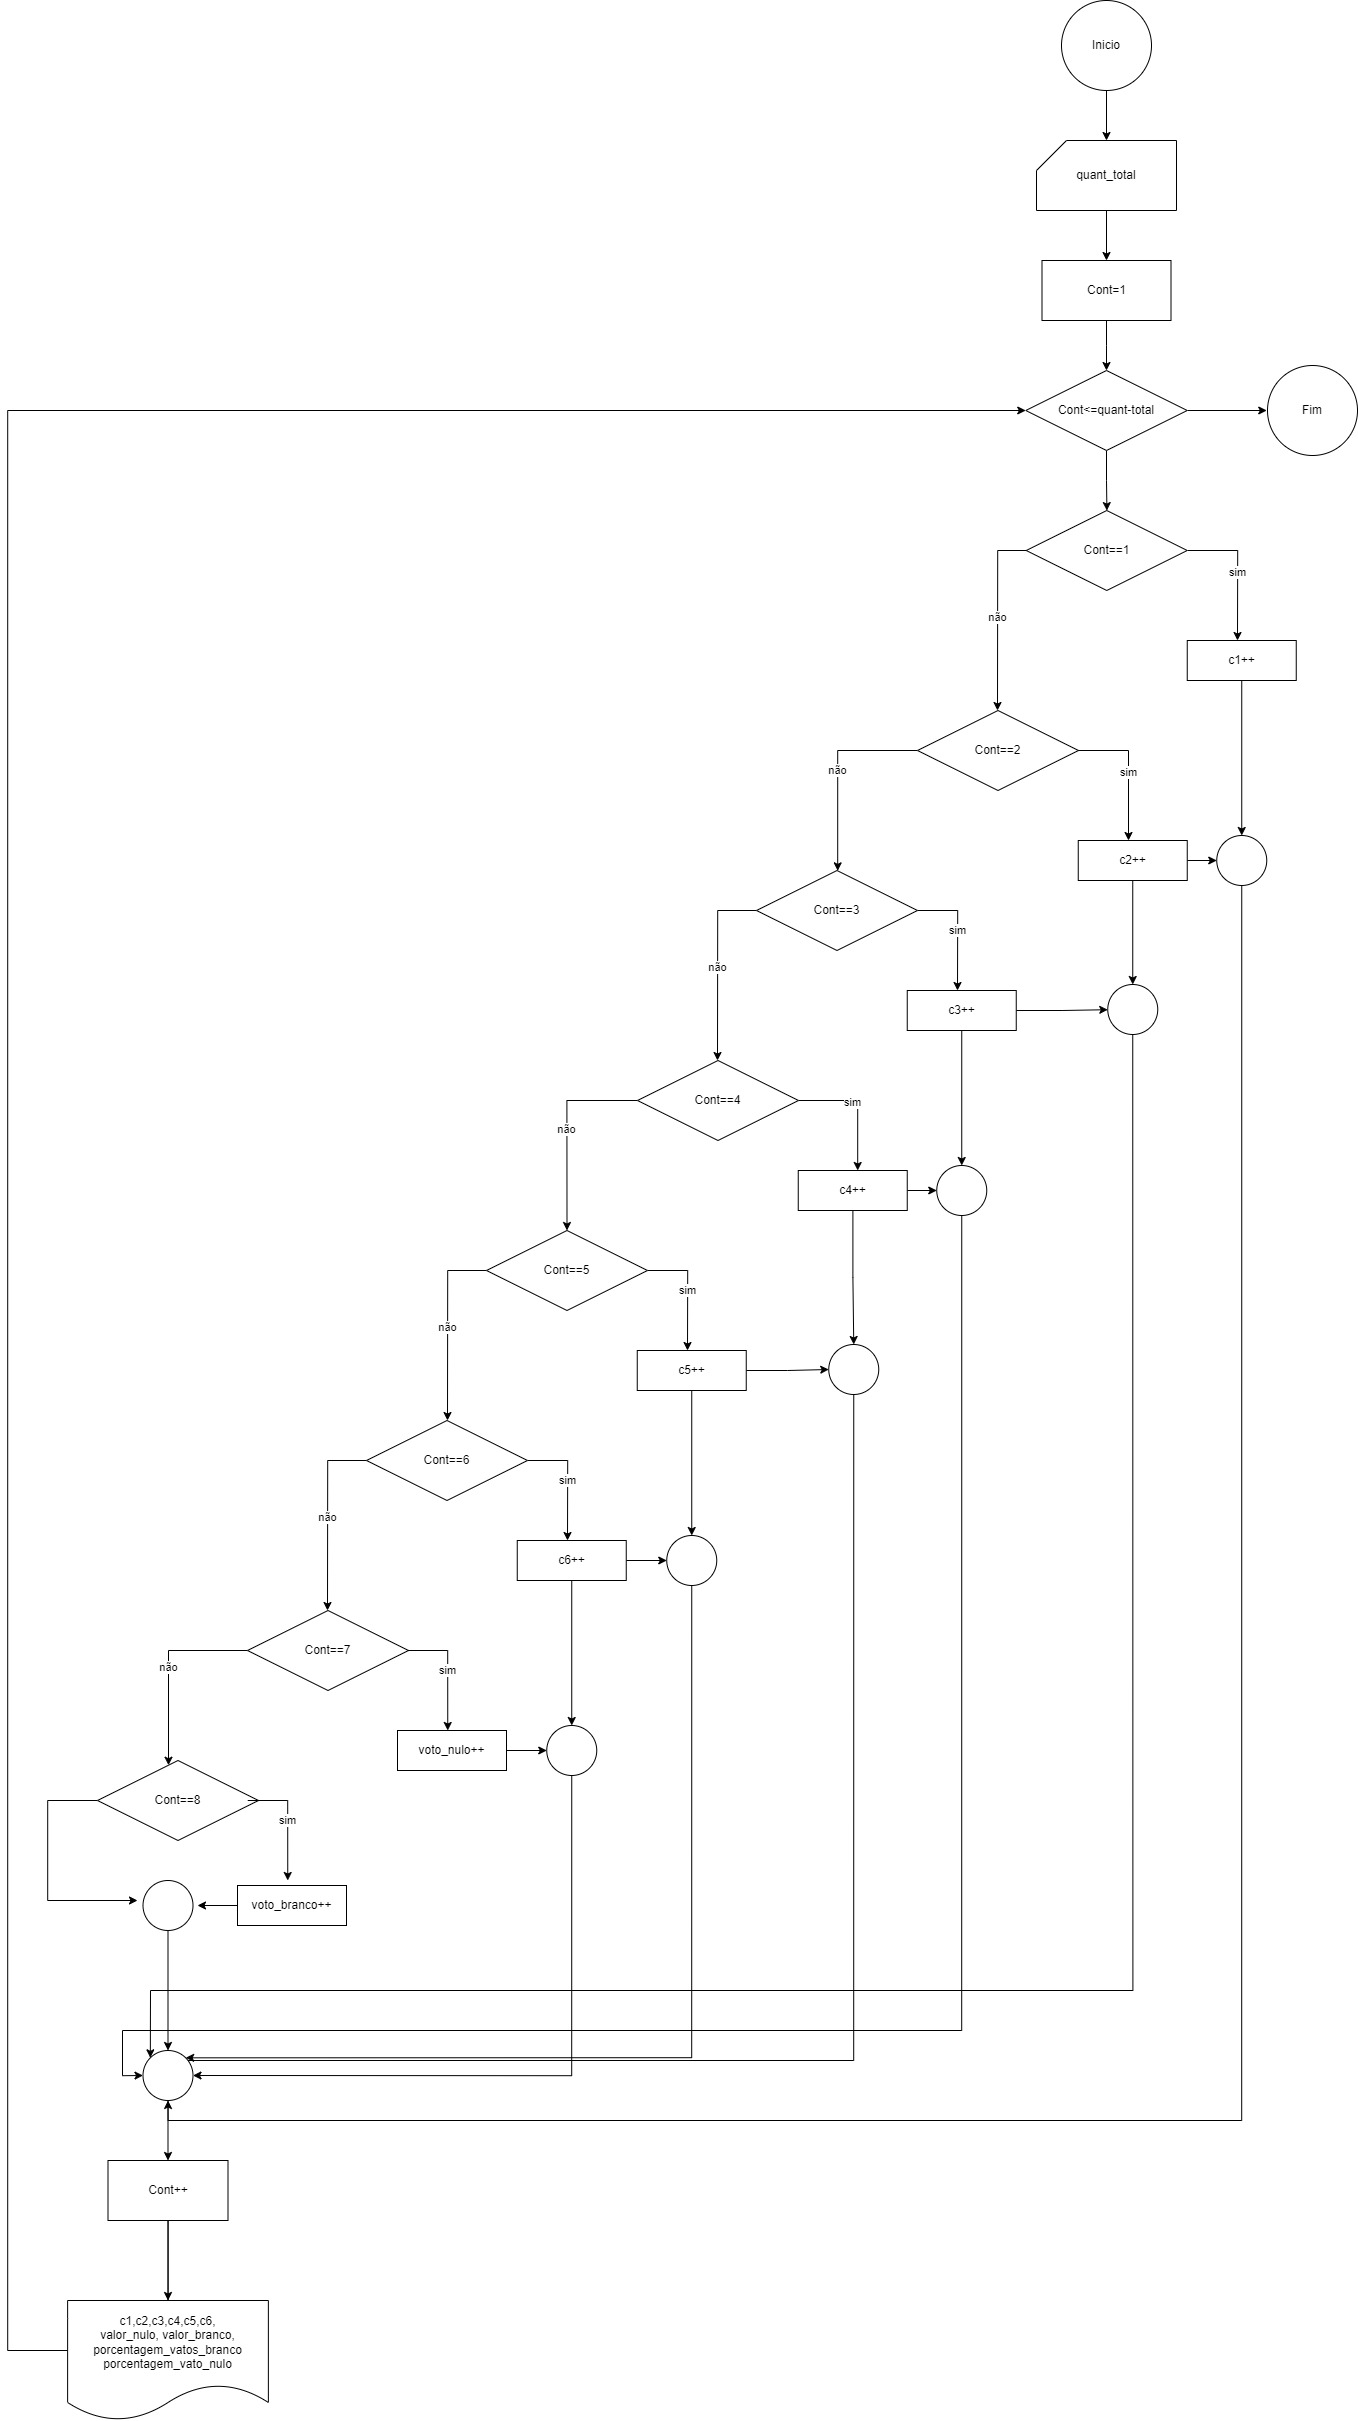 Inicio
quant_total
Cont=1
Cont<=quant-total
Fim
Cont==1
sim
não
c1++
Cont==2
não
sim
c2++
Cont==3
sim
não
c3++
Cont==4
sim
não
c4++
Cont==5
sim
não
c5++
Cont==6
sim
não
c6++
Cont==7
não
sim
voto_nulo++
Cont==8
sim
voto_branco++
Cont++
c1,c2,c3,c4,c5,c6,
valor_nulo, valor_branco,
porcentagem_vatos_branco
porcentagem_vato_nulo